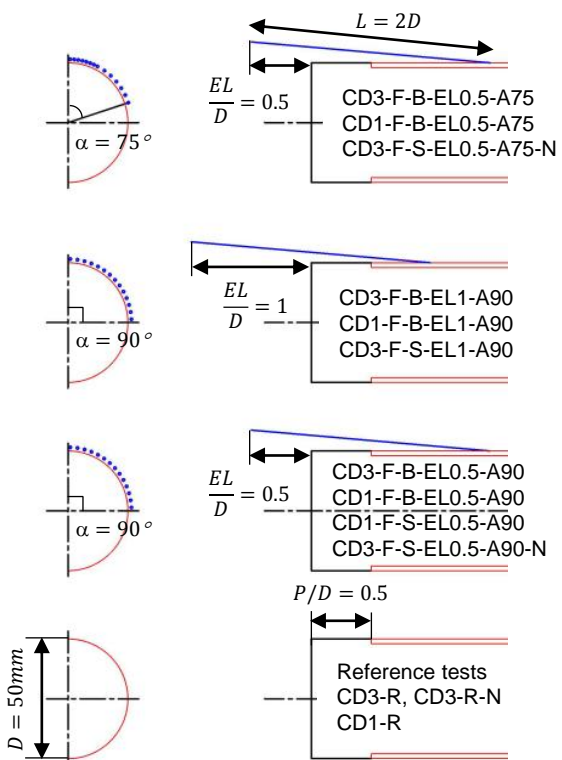 L = 2D
EL/D = 0.5
α = 75°
CD3-F-B-EL0.5-A75
CD1-F-B-EL0.5-A75
CD3-F-S-EL0.5-A75-N
EL/D = 1
α = 90°
CD3-F-B-EL1-A90
CD1-F-B-EL1-A90
CD3-F-S-EL1-A90
EL/D = 0.5
α = 90°
CD3-F-B-EL0.5-A90
CD1-F-B-EL0.5-A90
CD1-F-S-EL0.5-A90
CD3-F-S-EL0.5-A90-N
P/D = 0.5
D = 50mm
Reference tests
CD3-R, CD3-R-N
CD1-R